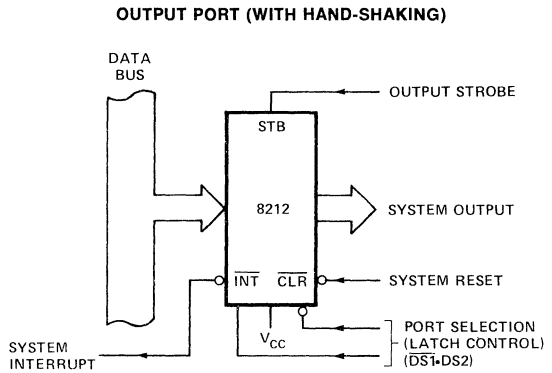 OUTPUT PORT (WITH HAND-SHAKING)
DATA
BUS
OUTPUT STROBE
STB
8212
SYSTEM OUTPUT
INT CLR
SYSTEM RESET
VCC
PORT SELECTION
(LATCH CONTROL)
(DS1•DS2)
SYSTEM
INTERRUPT